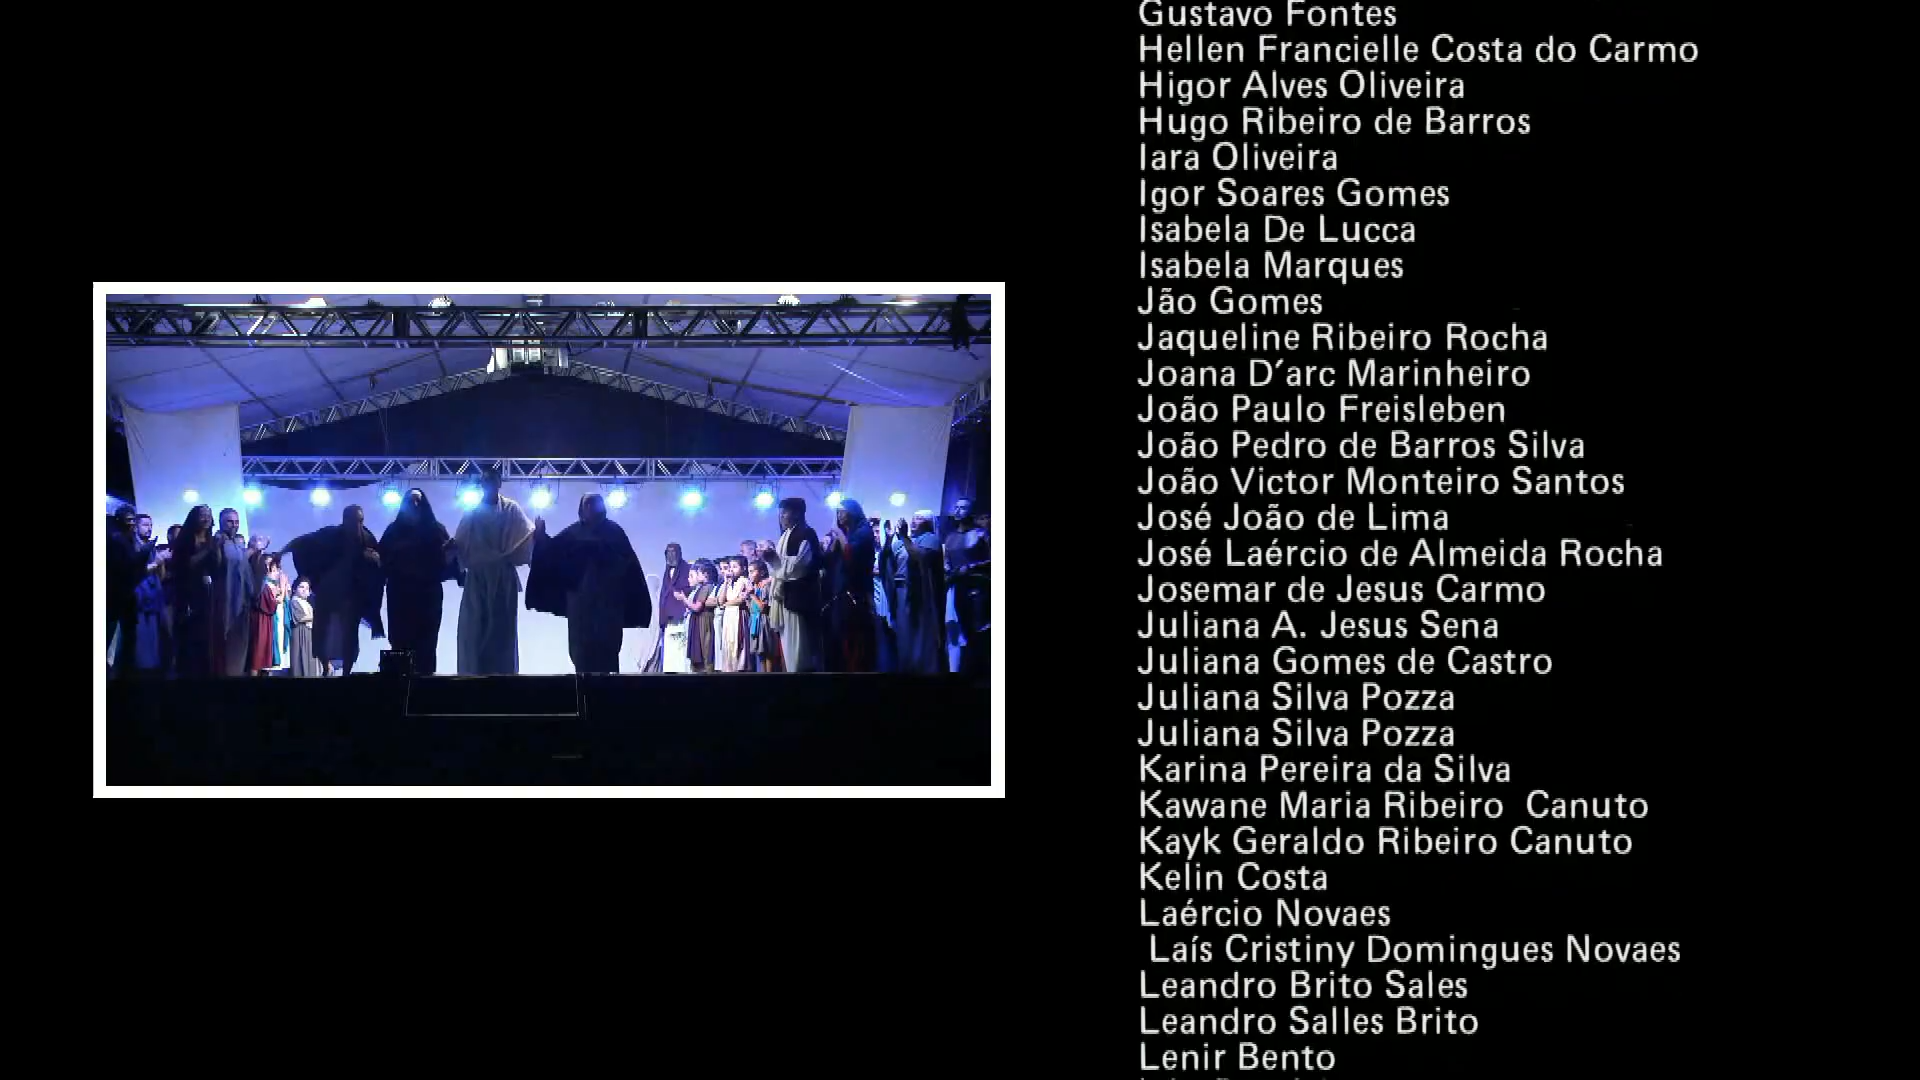 Gustavo Fontes
Hellen Francielle Costa do Carmo
Higor Alves Oliveira
Hugo Ribeiro de Barros
Iara Oliveira
Igor Soares Gomes
Isabela De Lucca
Isabela Marques
Jão Gomes
Jaqueline Ribeiro Rocha
Joana D'arc Marinheiro
João Paulo Freisleben
João Pedro de Barros Silva
João Victor Monteiro Santos
José João de Lima
José Laércio de Almeida Rocha
Josemar de Jesus Carmo
Juliana A. Jesus Sena
Juliana Gomes de Castro
Juliana Silva Pozza
Juliana Silva Pozza
Karina Pereira da Silva
Kawane Maria Ribeiro  Canuto
Kayk Geraldo Ribeiro Canuto
Kelin Costa
Laércio Novaes
Laís Cristiny Domingues Novaes
Leandro Brito Sales
Leandro Salles Brito
Lenir Bento